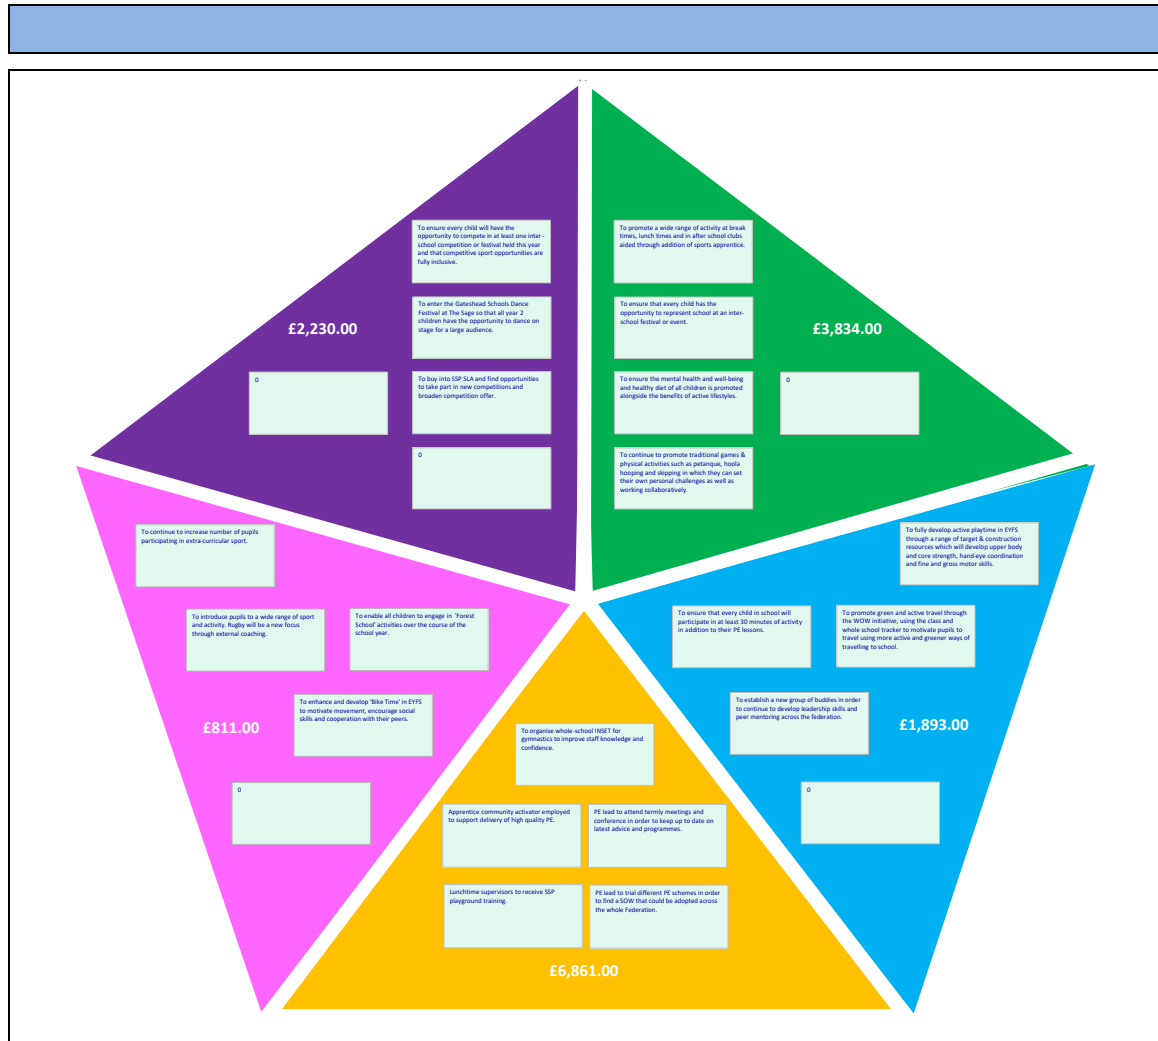 To ensure every child will have the
opportunity to compete in at least one inter-
school competition or festival held this year
and that competitive sport opportunities are
fully inclusive.
To enter the Gateshead Schools Dance
Festival at The Sage so that all year 2
children have the opportunity to dance on
stage for a large audience.
£2,230.00
To buy into SSP SLA and find opportunities
to take part in new competitions and
broaden competition offer.
0
0
To promote a wide range of activity at break
times, lunch times and in after school clubs
aided through addition of sports apprentice.
To ensure that every child has the
opportunity to represent school at an inter-
school festival or event.
£3,834.00
To ensure the mental health and well-being
and healthy diet of all children is promoted
alongside the benefits of active lifestyles.
0
To continue to promote traditional games &
physical activities such as petanque, hoola
hooping and skipping in which they can set
their own personal challenges as well as
working collaboratively.
To continue to increase number of pupils
participating in extra-curricular sport.
To introduce pupils to a wide range of sport
and activity. Rugby will be a new focus
through external coaching.
To enable all children to engage in 'Forest
School' activities over the course of the
school year.
To enhance and develop 'Bike Time' in EYFS
to motivate movement, encourage social
skills and cooperation with their peers.
£811.00
0
To fully develop active playtime in EYFS
through a range of target & construction
resources which will develop upper body
and core strength, hand-eye coordination
and fine and gross motor skills.
To ensure that every child in school will
participate in at least 30 minutes of activity
in addition to their PE lessons.
To promote green and active travel through
the WOW initiative, using the class and
whole school tracker to motivate pupils to
travel using more active and greener ways of
travelling to school.
To establish a new group of buddies in order
to continue to develop leadership skills and
peer mentoring across the federation.
£1,893.00
0
To organise whole-school INSET for
gymnastics to improve staff knowledge and
confidence.
Apprentice community activator employed
to support delivery of high quality PE.
PE lead to attend termly meetings and
conference in order to keep up to date on
latest advice and programmes.
Lunchtime supervisors to receive SSP
playground training.
PE lead to trial different PE schemes in order
to find a SOW that could be adopted across
the whole Federation.
£6,861.00